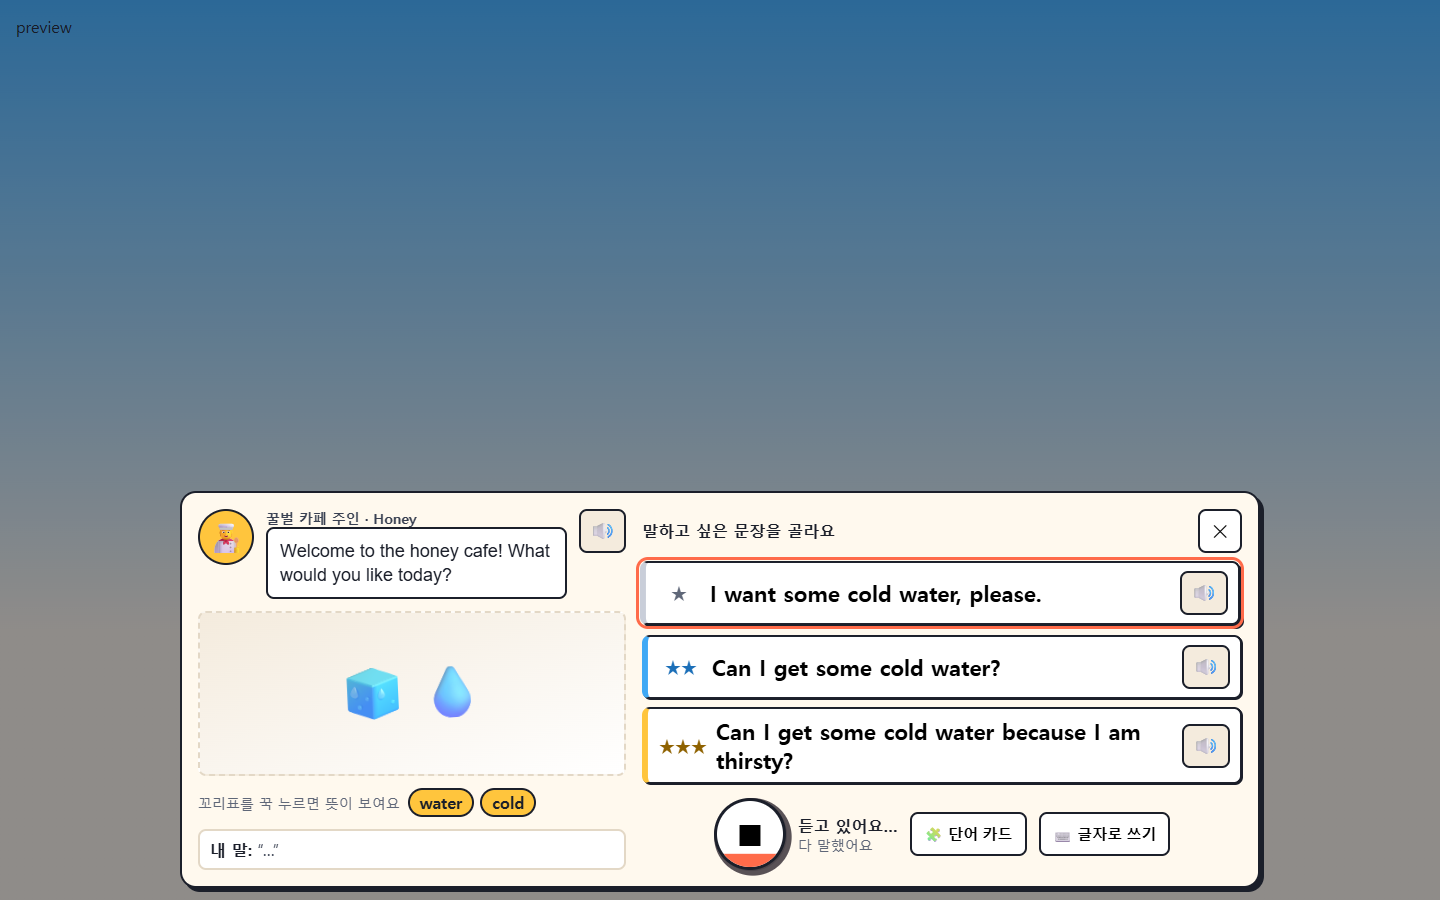 preview
꿀벌 카페 주인 · Honey
Welcome to the honey cafe! What
would you like today?
꼬리표를 꾹 누르면 뜻이 보여요 water cold
내 말: “…”
말하고 싶은 문장을 골라요
★ I want some cold water, please.
★★ Can I get some cold water?
★★★ Can I get some cold water because I am
thirsty?
듣고 있어요…
다 말했어요
단어 카드
글자로 쓰기